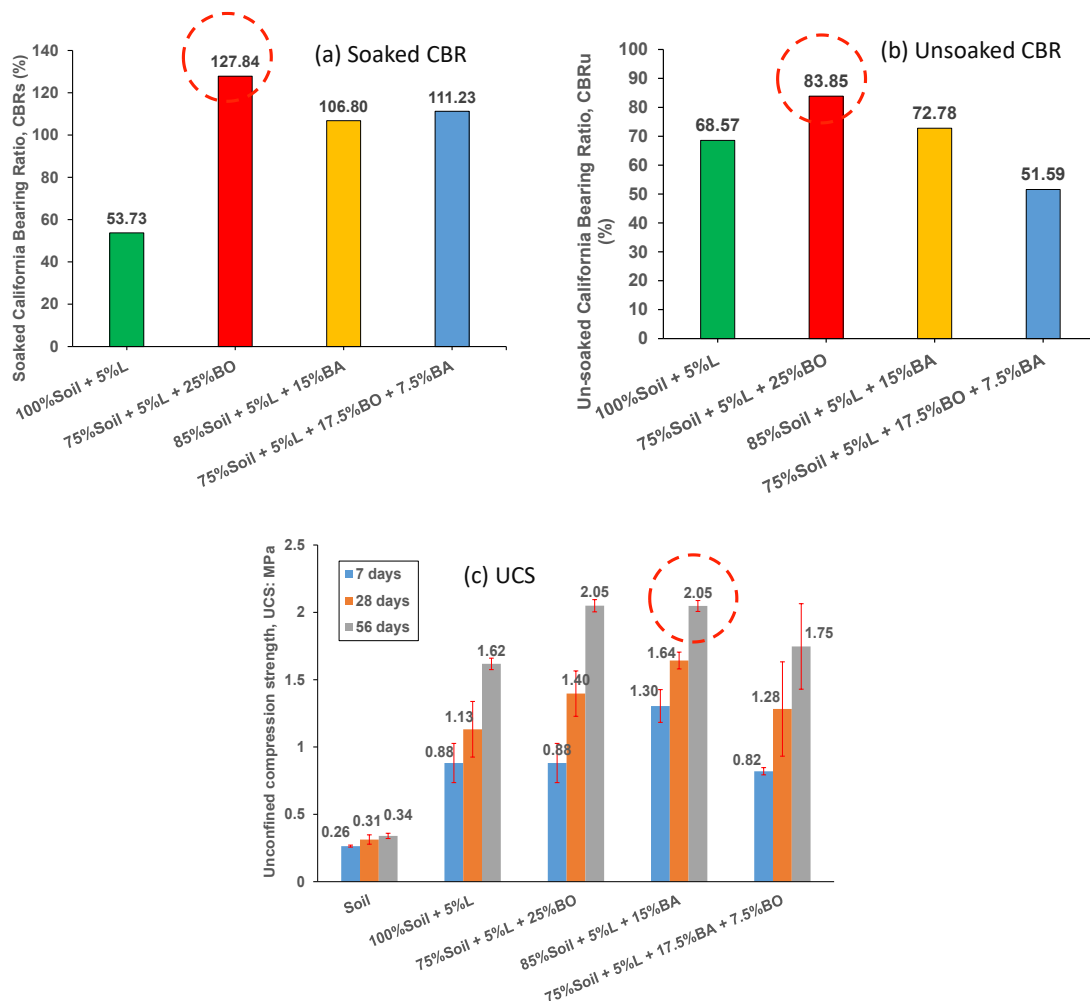 (a) Soaked CBR
Soaked California Bearing Ratio, CBRs (%)
140
120
100
80
60
40
20
0
53.73
127.84
106.80
111.23
100%Soil + 5%L
75%Soil + 5%L + 25%BO
85%Soil + 5%L + 15%BA
75%Soil + 5%L + 17.5%BO + 7.5%BA
(b) Unsoaked CBR
Un-soaked California Bearing Ratio, CBRu
(%)
100
90
80
70
60
50
40
30
20
10
0
68.57
83.85
72.78
51.59
100%Soil + 5%L
75%Soil + 5%L + 25%BO
85%Soil + 5%L + 15%BA
75%Soil + 5%L + 17.5%BO + 7.5%BA
(c) UCS
Unconfined compression strength, UCS: MPa
2.5
2
1.5
1
0.5
0
7 days
28 days
56 days
0.26
0.31
0.34
0.88
1.13
1.62
0.88
1.40
2.05
1.30
1.64
2.05
0.82
1.28
1.75
Soil
100%Soil + 5%L
75%Soil + 5%L + 25%BO
85%Soil + 5%L + 15%BA
75%Soil + 5%L + 17.5%BA + 7.5%BO